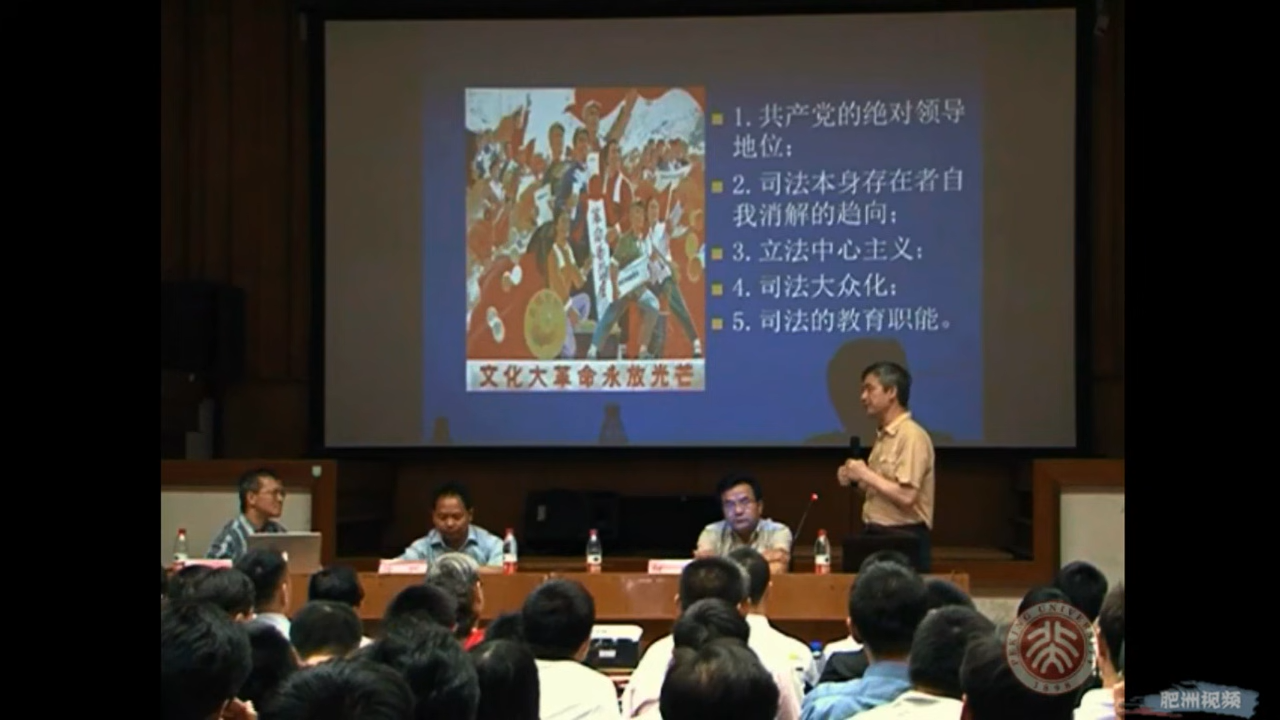 1. 共产党的绝对领导
地位；
2. 司法本身存在者自
我消解的趋向；
3. 立法中心主义；
4. 司法大众化；
5. 司法的教育职能。
文化大革命永放光芒
PEKING UNIVERSITY
1898
肥洲视频